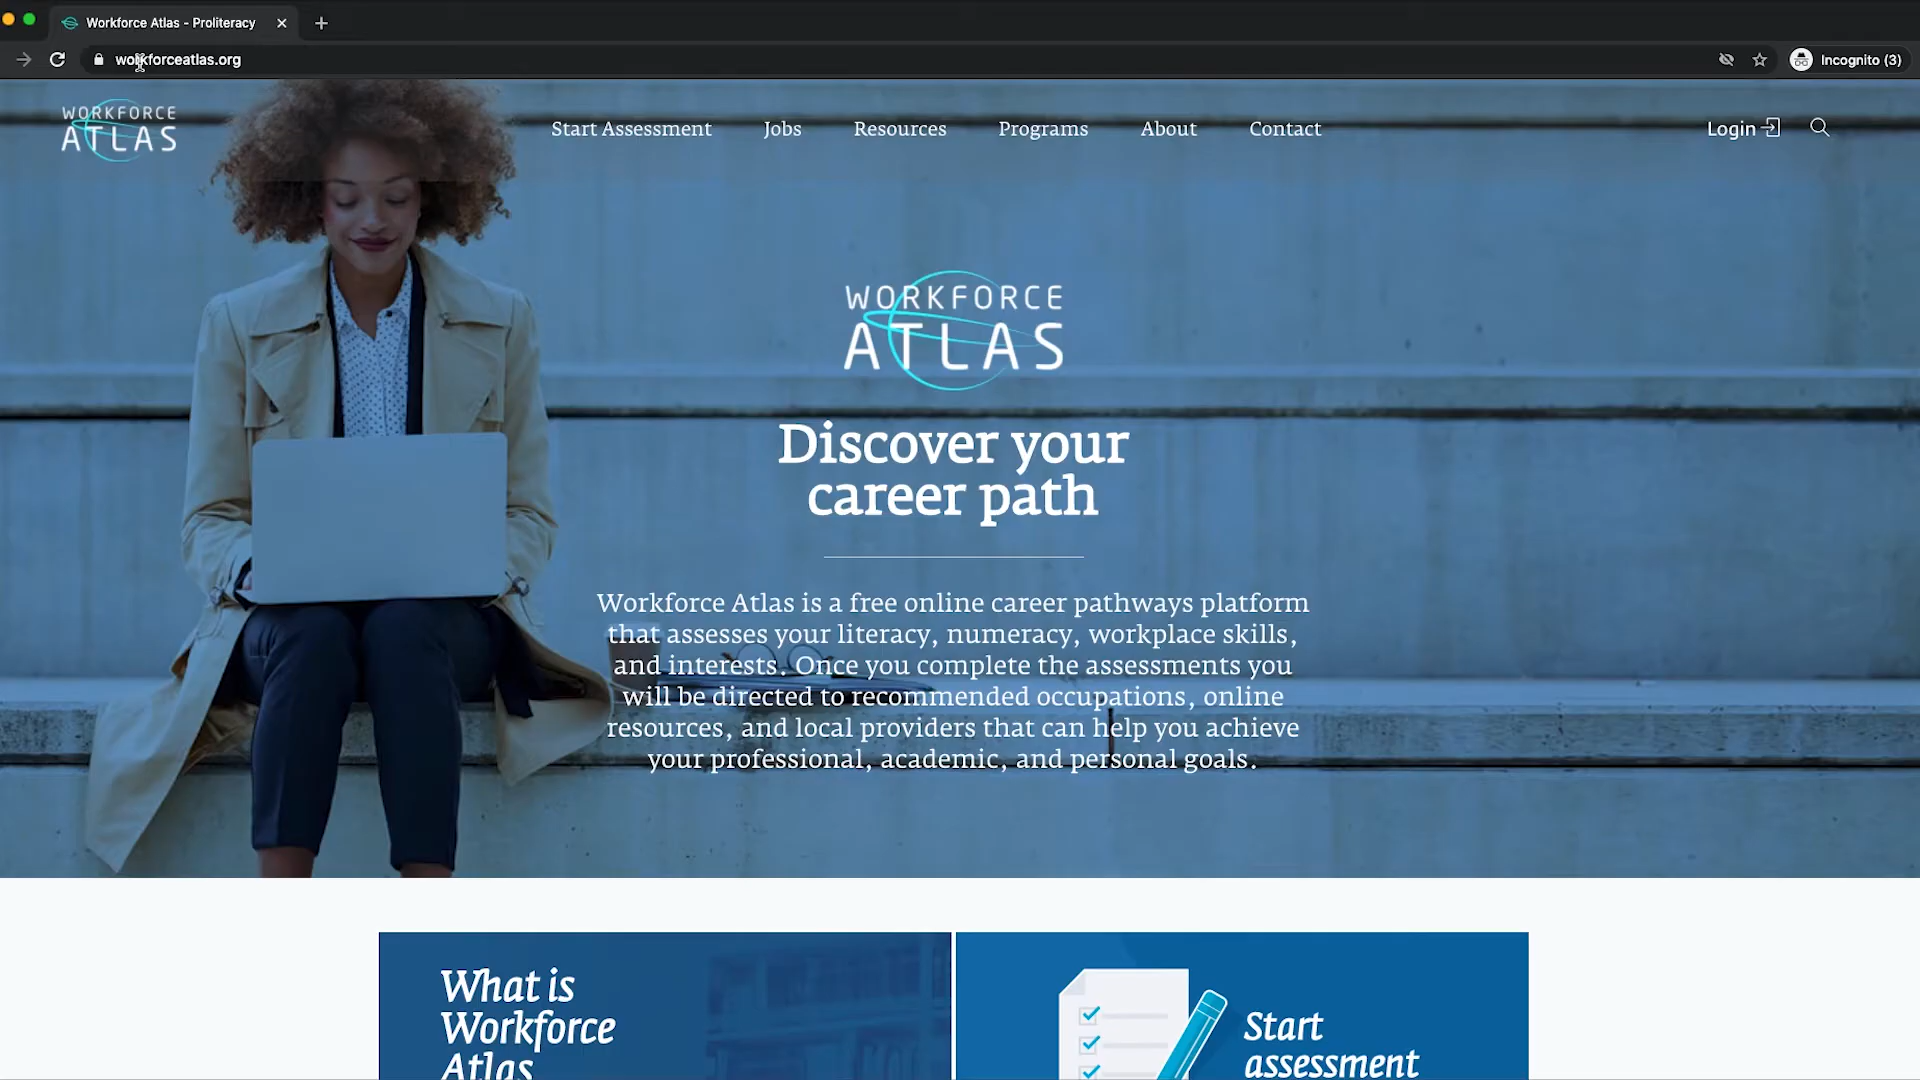 Workforce Atlas - Proliteracy
workforceatlas.org
Incognito (3)
WORKFORCE
ATLAS
Start Assessment
Jobs
Resources
Programs
About
Contact
Login
WORKFORCE
ATLAS
Discover your
career path
Workforce Atlas is a free online career pathways platform
that assesses your literacy, numeracy, workplace skills,
and interests. Once you complete the assessments you
will be directed to recommended occupations, online
resources, and local providers that can help you achieve
your professional, academic, and personal goals.
What is
Workforce
Atlas
Start
assessment